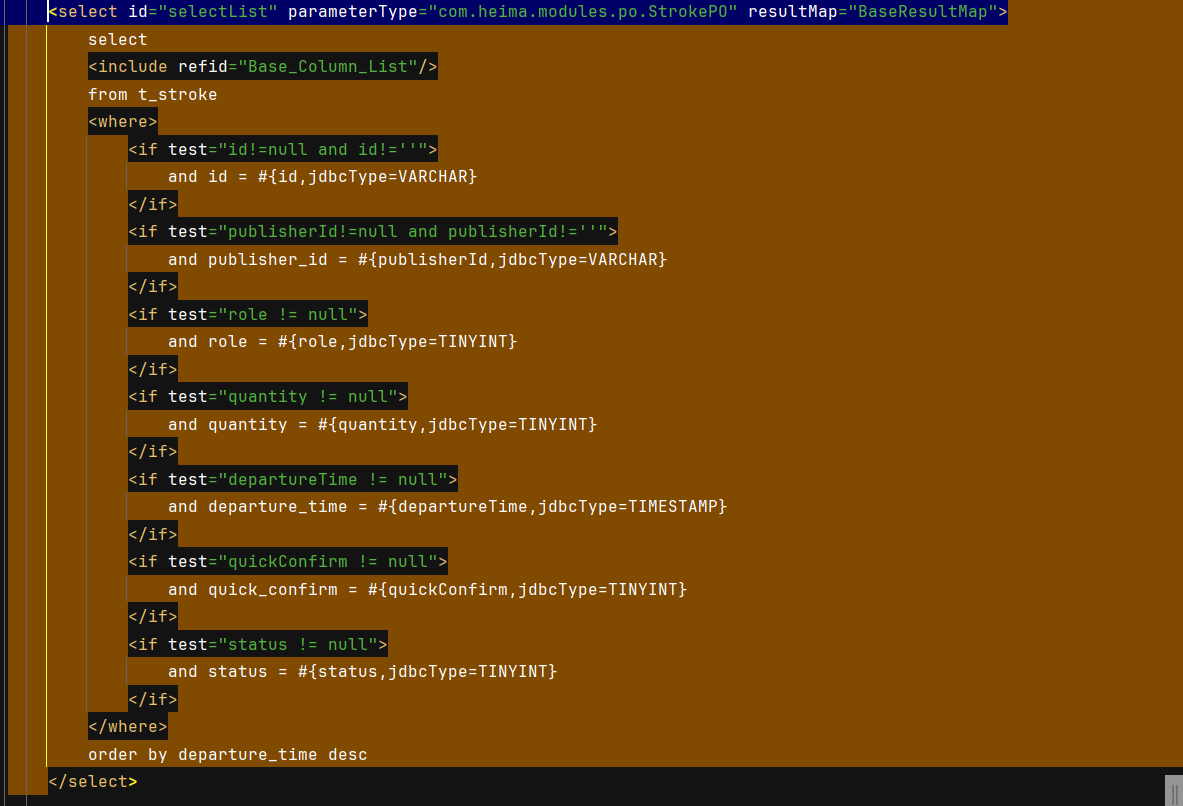 <select id="selectList" parameterType="com.heima.modules.po.StrokePO" resultMap="BaseResultMap">
    select
    <include refid="Base_Column_List"/>
    from t_stroke
    <where>
        <if test="id!=null and id!=''">
            and id = #{id,jdbcType=VARCHAR}
        </if>
        <if test="publisherId!=null and publisherId!=''">
            and publisher_id = #{publisherId,jdbcType=VARCHAR}
        </if>
        <if test="role != null">
            and role = #{role,jdbcType=TINYINT}
        </if>
        <if test="quantity != null">
            and quantity = #{quantity,jdbcType=TINYINT}
        </if>
        <if test="departureTime != null">
            and departure_time = #{departureTime,jdbcType=TIMESTAMP}
        </if>
        <if test="quickConfirm != null">
            and quick_confirm = #{quickConfirm,jdbcType=TINYINT}
        </if>
        <if test="status != null">
            and status = #{status,jdbcType=TINYINT}
        </if>
    </where>
    order by departure_time desc
</select>